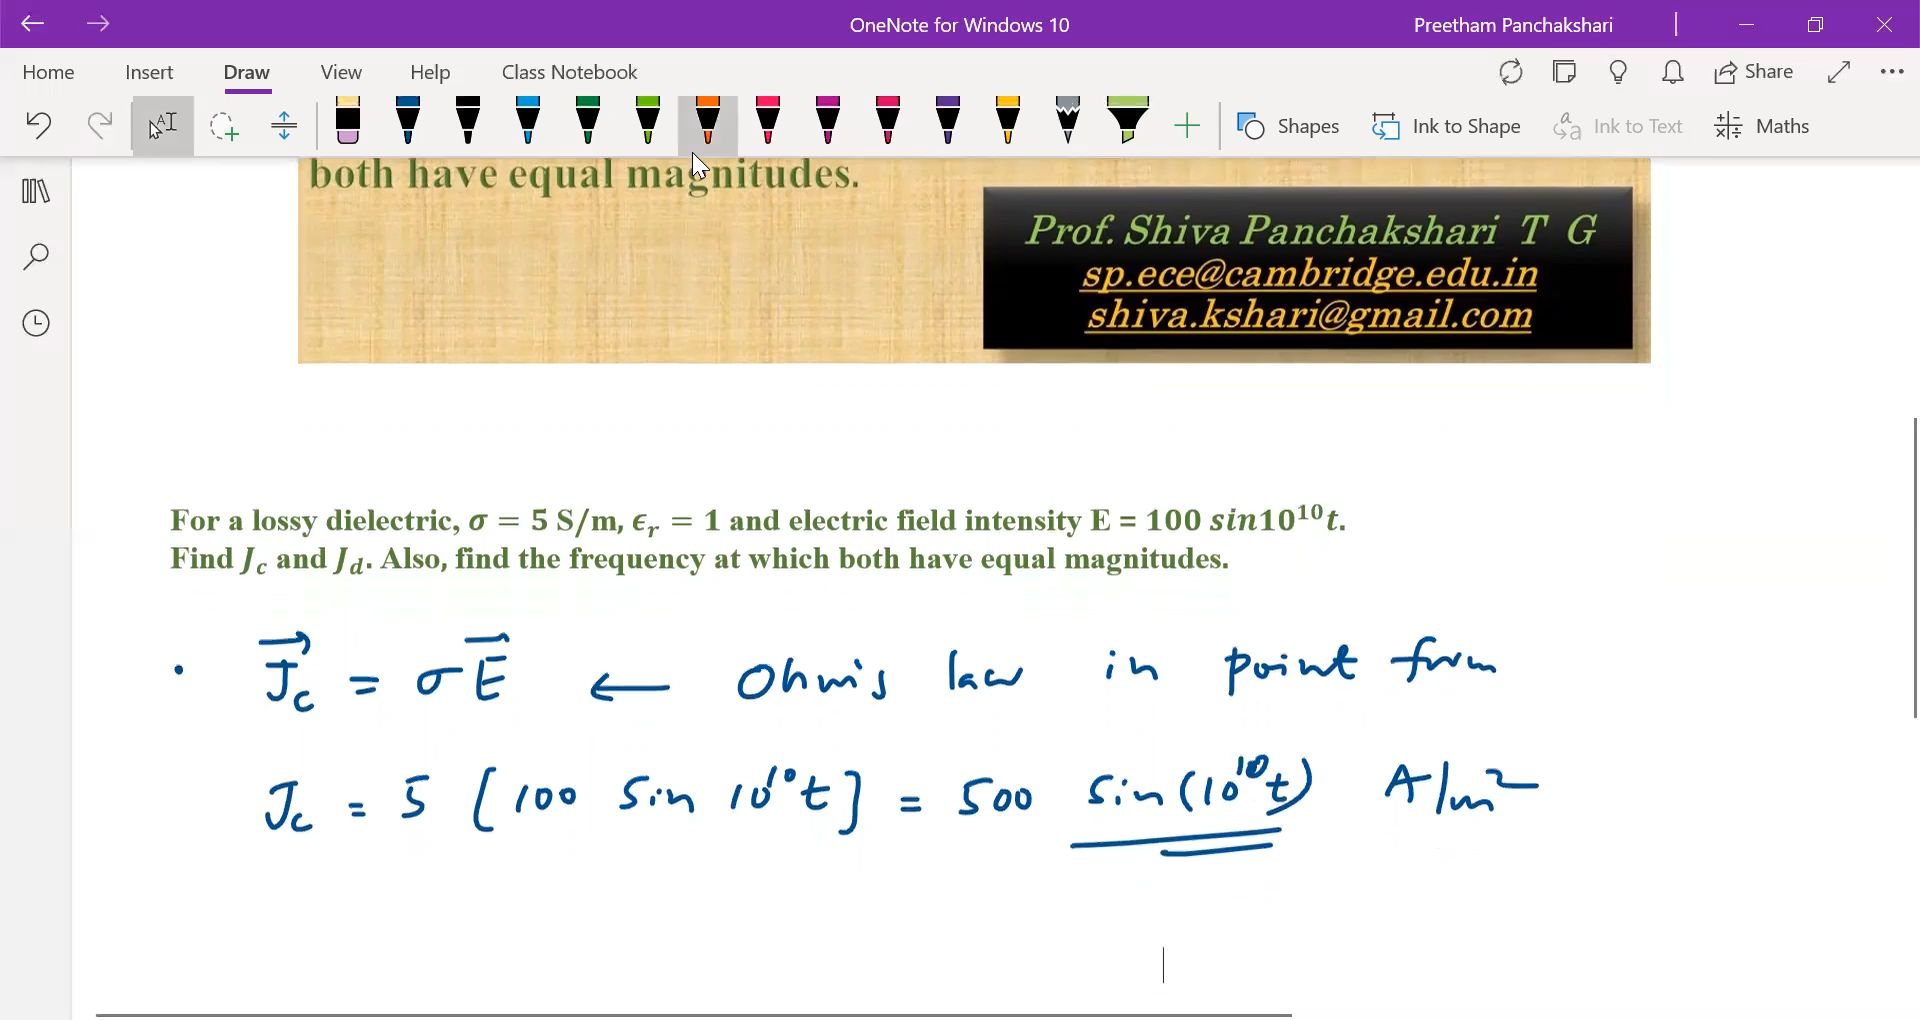 OneNote for Windows 10
Preetham Panchakshari
Home Insert Draw View Help Class Notebook
Share
Shapes Ink to Shape Ink to Text Maths
both have equal magnitudes.
Prof. Shiva Panchakshari T G
sp.ece@cambridge.edu.in
shiva.kshari@gmail.com
For a lossy dielectric, σ = 5 S/m, ϵᵣ = 1 and electric field intensity E = 100 sin10¹⁰t.
Find J_c and J_d. Also, find the frequency at which both have equal magnitudes.
· J⃗_c = σE⃗ ← Ohm's law in point form
J_c = 5 [100 Sin 10¹⁰t] = 500 Sin(10¹⁰t) A/m²